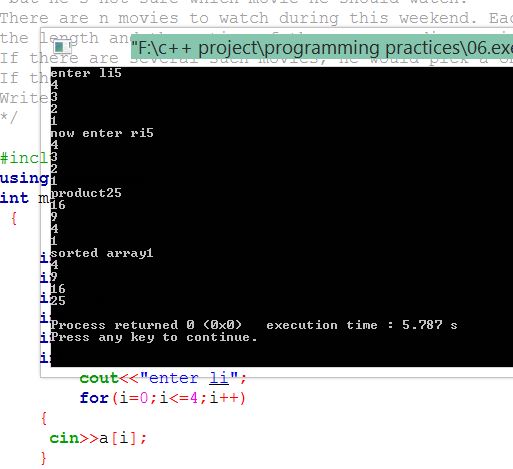 but he's not sure which movie he should watch.
There are n movies to watch during this weekend. Eac
the length and the
If there are several such movies, he would pick a
If th
Write
*/
"F:\c++ project\programming practices\06.exe
enter li5
4
3
2
1
now enter ri5
4
3
2
1
product25
16
9
4
1
sorted array1
4
9
16
25
Process returned 0 (0x0) execution time : 5.787 s
Press any key to continue.
#incl
using
int m
{
cout<<"enter li";
for(i=0;i<=4;i++)
{
cin>>a[i];
}